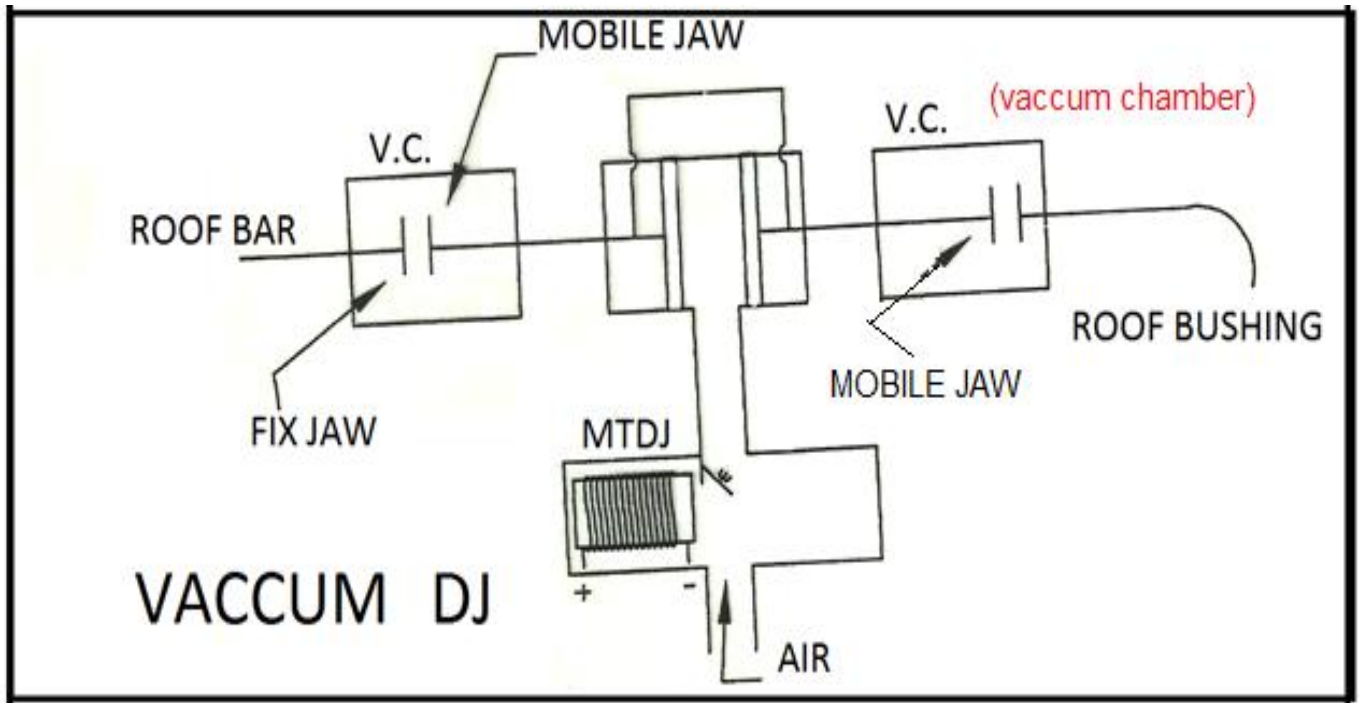 MOBILE JAW
(vaccum chamber)
V.C.
V.C.
ROOF BAR
ROOF BUSHING
MOBILE JAW
FIX JAW
MTDJ
+ -
VACCUM DJ
AIR